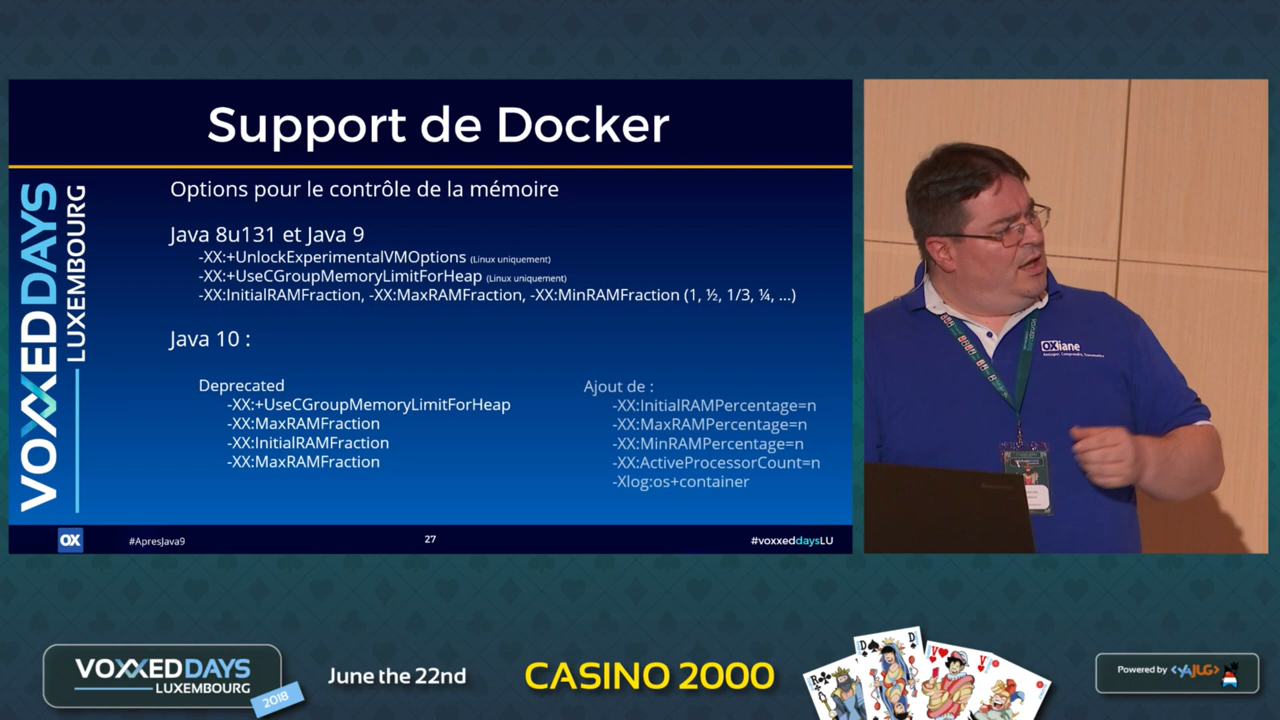 Support de Docker
VOXXEDDAYS
LUXEMBOURG
Options pour le contrôle de la mémoire
Java 8u131 et Java 9
-XX:+UnlockExperimentalVMOptions (Linux uniquement)
-XX:+UseCGroupMemoryLimitForHeap (Linux uniquement)
-XX:InitialRAMFraction, -XX:MaxRAMFraction, -XX:MinRAMFraction (1, ½, 1/3, ¼, ...)
Java 10 :
Deprecated
-XX:+UseCGroupMemoryLimitForHeap
-XX:MaxRAMFraction
-XX:InitialRAMFraction
-XX:MaxRAMFraction
Ajout de :
-XX:InitialRAMPercentage=n
-XX:MaxRAMPercentage=n
-XX:MinRAMPercentage=n
-XX:ActiveProcessorCount=n
-Xlog:os+container
OX
#ApresJava9
27
#voxxeddaysLU
OXiane
VOXXEDDAYS
LUXEMBOURG
2018
June the 22nd
CASINO 2000
R
D
D
V
V
Powered by <YAJUG>